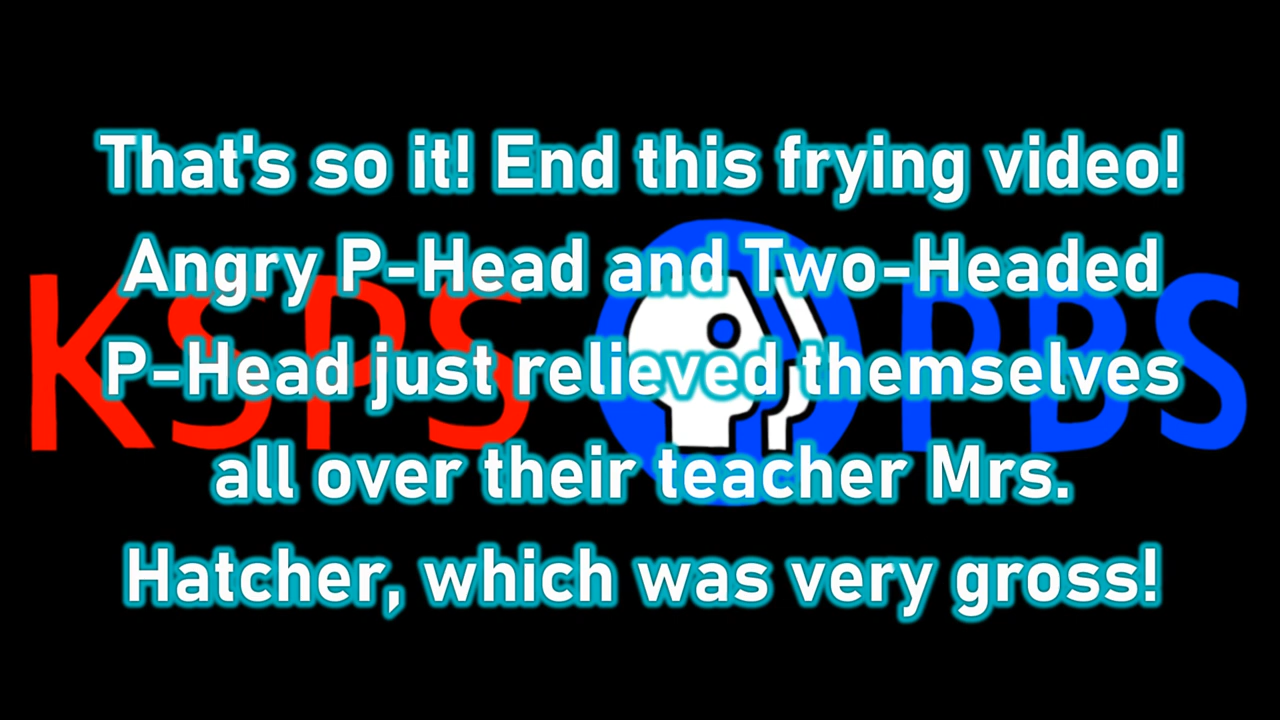 That's so it! End this frying video!
Angry P-Head and Two-Headed
P-Head just relieved themselves
all over their teacher Mrs.
Hatcher, which was very gross!
KSPS PBS